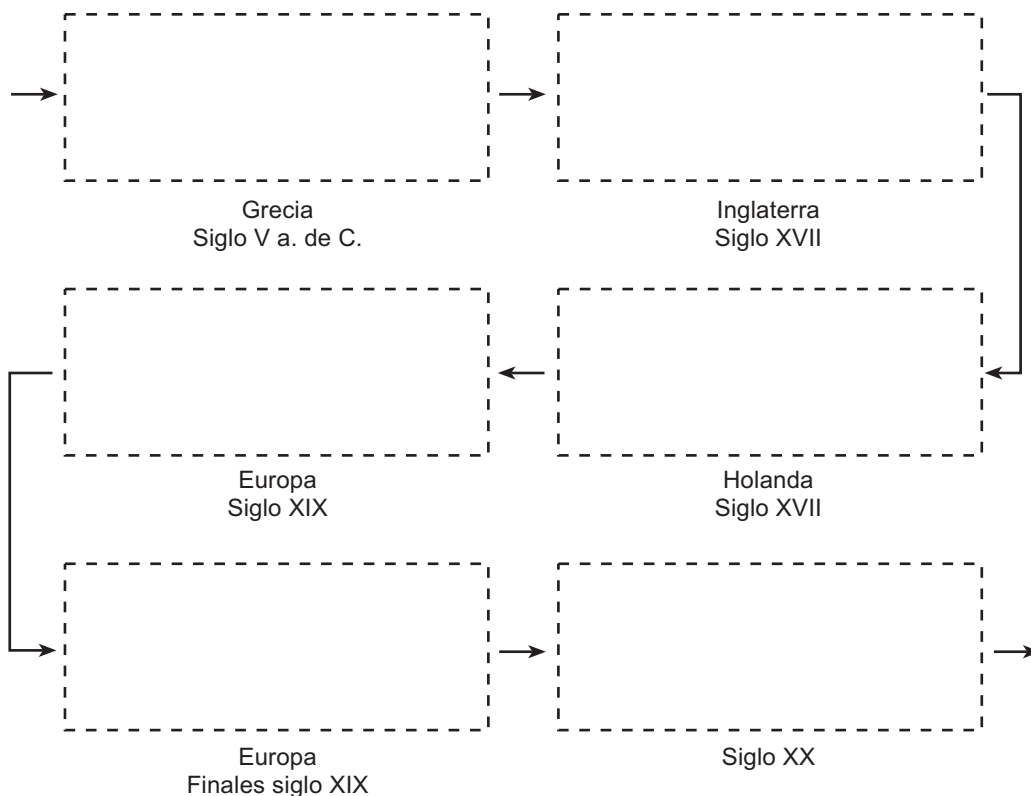 Grecia
Siglo V a. de C.
Inglaterra
Siglo XVII
Europa
Siglo XIX
Holanda
Siglo XVII
Europa
Finales siglo XIX
Siglo XX